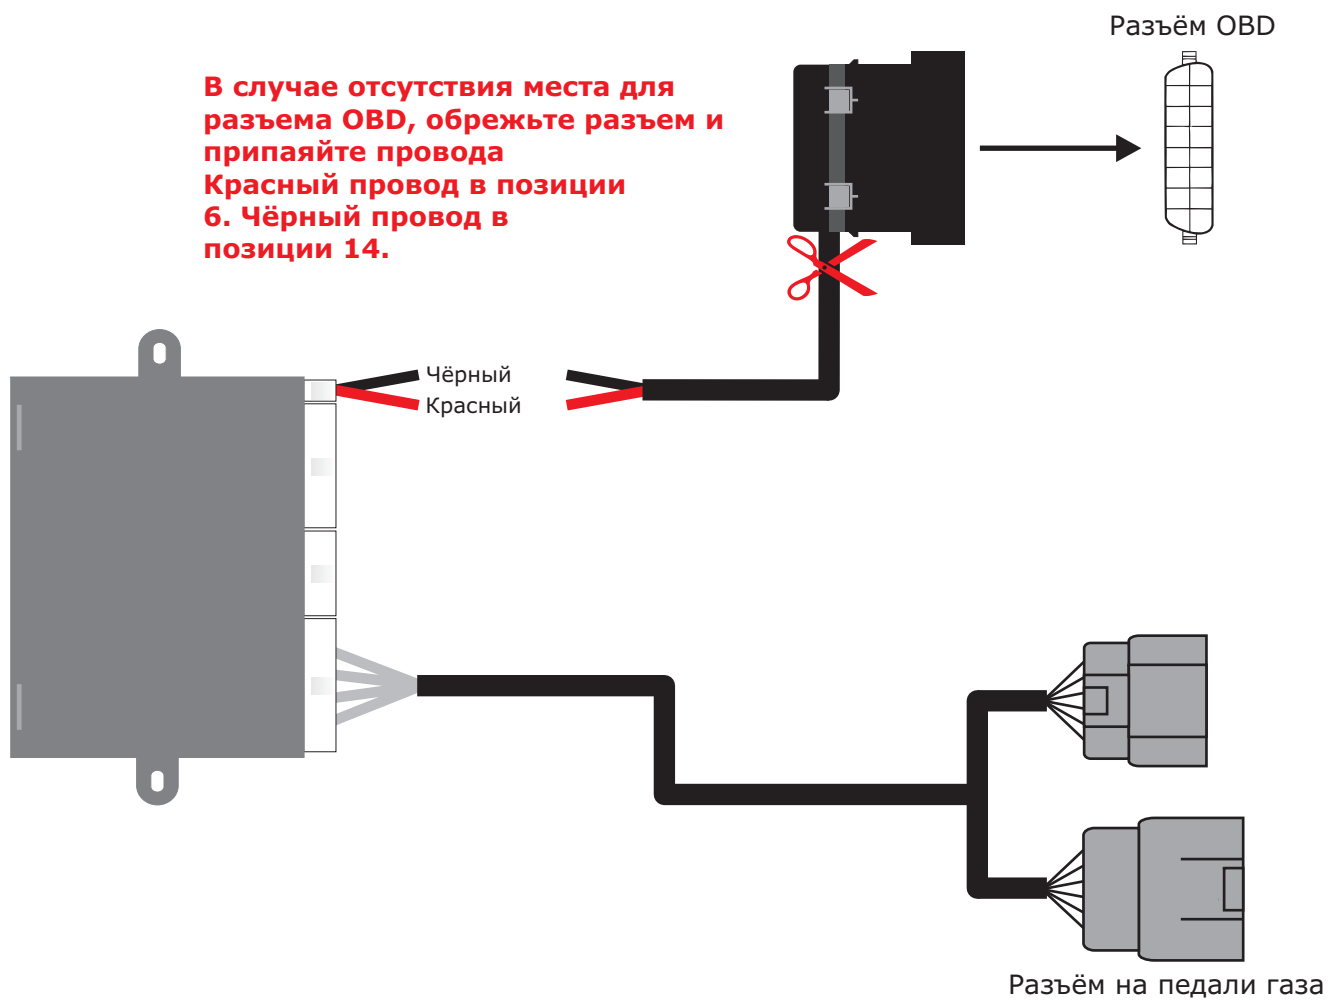 Разъём OBD
В случае отсутствия места для
разъема OBD, обрежьте разъем и
припаяйте провода
Красный провод в позиции
6. Чёрный провод в
позиции 14.
Чёрный
Красный
Разъём на педали газа